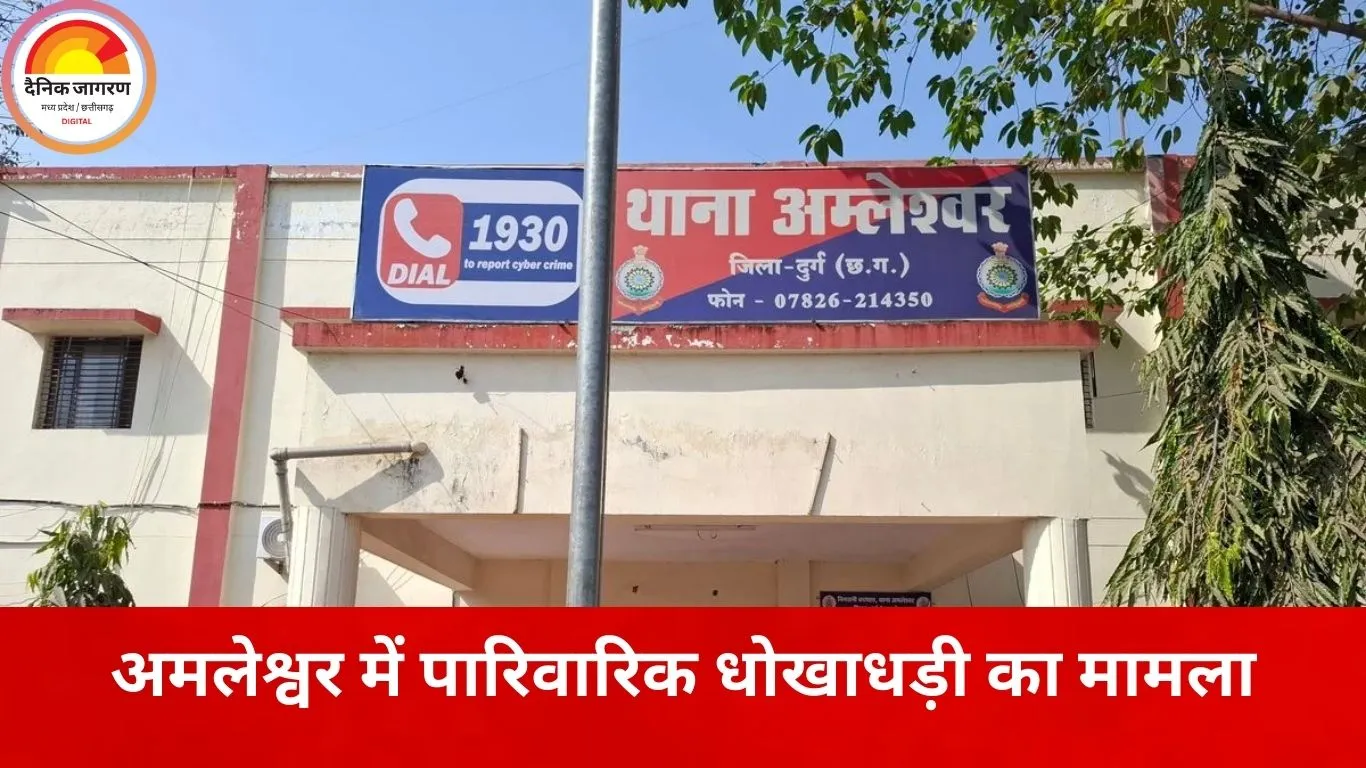 दैनिक जागरण
मध्य प्रदेश / छत्तीसगढ़
DIGITAL
DIAL
1930
to report cyber crime
थाना अम्लेश्वर
जिला-दुर्ग (छ.ग.)
फोन - 07826-214350
अमलेश्वर में पारिवारिक धोखाधड़ी का मामला